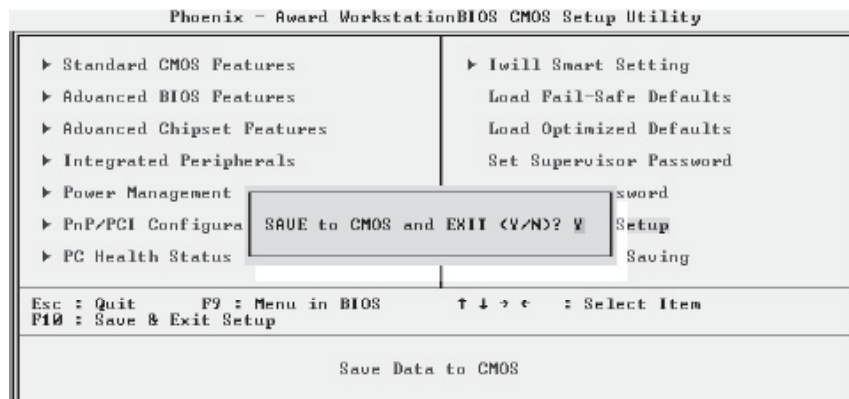 Phoenix - Award WorkstationBIOS CMOS Setup Utility
▶ Standard CMOS Features
▶ Advanced BIOS Features
▶ Advanced Chipset Features
▶ Integrated Peripherals
▶ Power Management
▶ PnP/PCI Configura
▶ PC Health Status
▶ Iwill Smart Setting
Load Fail-Safe Defaults
Load Optimized Defaults
Set Supervisor Password
sword
Setup
Saving
SAVE to CMOS and EXIT (Y/N)? Y
Esc : Quit F9 : Menu in BIOS ↑ ↓ → ← : Select Item
F10 : Save & Exit Setup
Save Data to CMOS